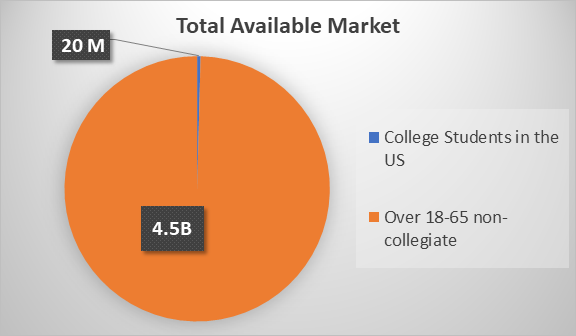 Total Available Market
20 M
4.5B
College Students in the
US
Over 18-65 non-
collegiate